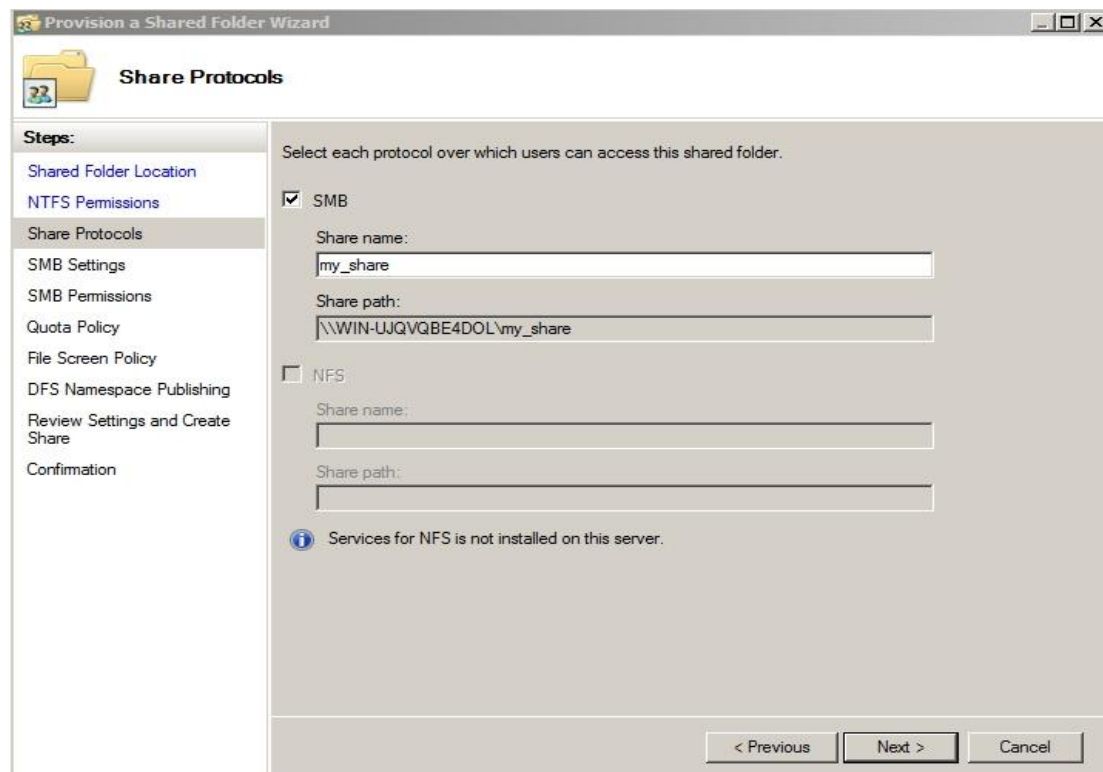 Provision a Shared Folder Wizard
Share Protocols
Steps:
Shared Folder Location
NTFS Permissions
Share Protocols
SMB Settings
SMB Permissions
Quota Policy
File Screen Policy
DFS Namespace Publishing
Review Settings and Create
Share
Confirmation
Select each protocol over which users can access this shared folder.
SMB
Share name:
my_share
Share path:
\\WIN-UJQVQBE4DOL\my_share
NFS
Share name:
Share path:
Services for NFS is not installed on this server.
< Previous
Next >
Cancel